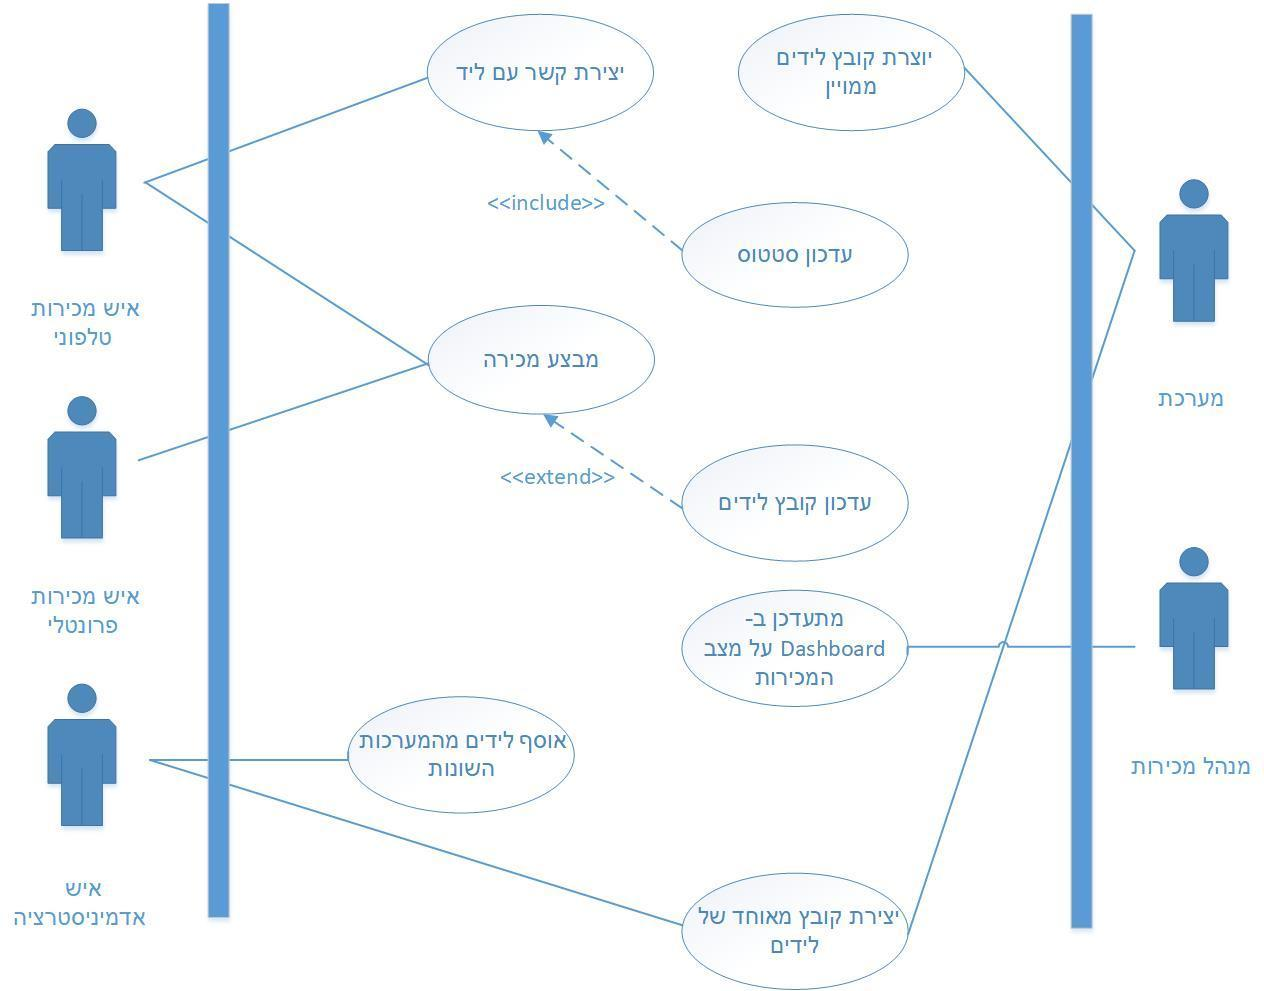 יצירת קשר עם ליד
יוצרת קובץ לידים
ממויין
<<include>>
עדכון סטטוס
איש מכירות
טלפוני
מבצע מכירה
מערכת
<<extend>>
עדכון קובץ לידים
איש מכירות
פרונטלי
מתעדכן ב-
Dashboard על מצב
המכירות
אוסף לידים מהמערכות
השונות
מנהל מכירות
איש
אדמיניסטרציה
יצירת קובץ מאוחד של
לידים